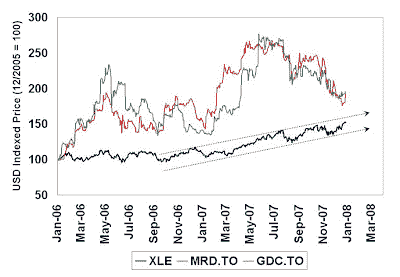 USD Indexed Price (12/2005 = 100)
300
250
200
150
100
50
Jan-06
Mar-06
May-06
Jul-06
Sep-06
Nov-06
Jan-07
Mar-07
May-07
Jul-07
Sep-07
Nov-07
Jan-08
Mar-08
XLE MRD.TO GDC.TO